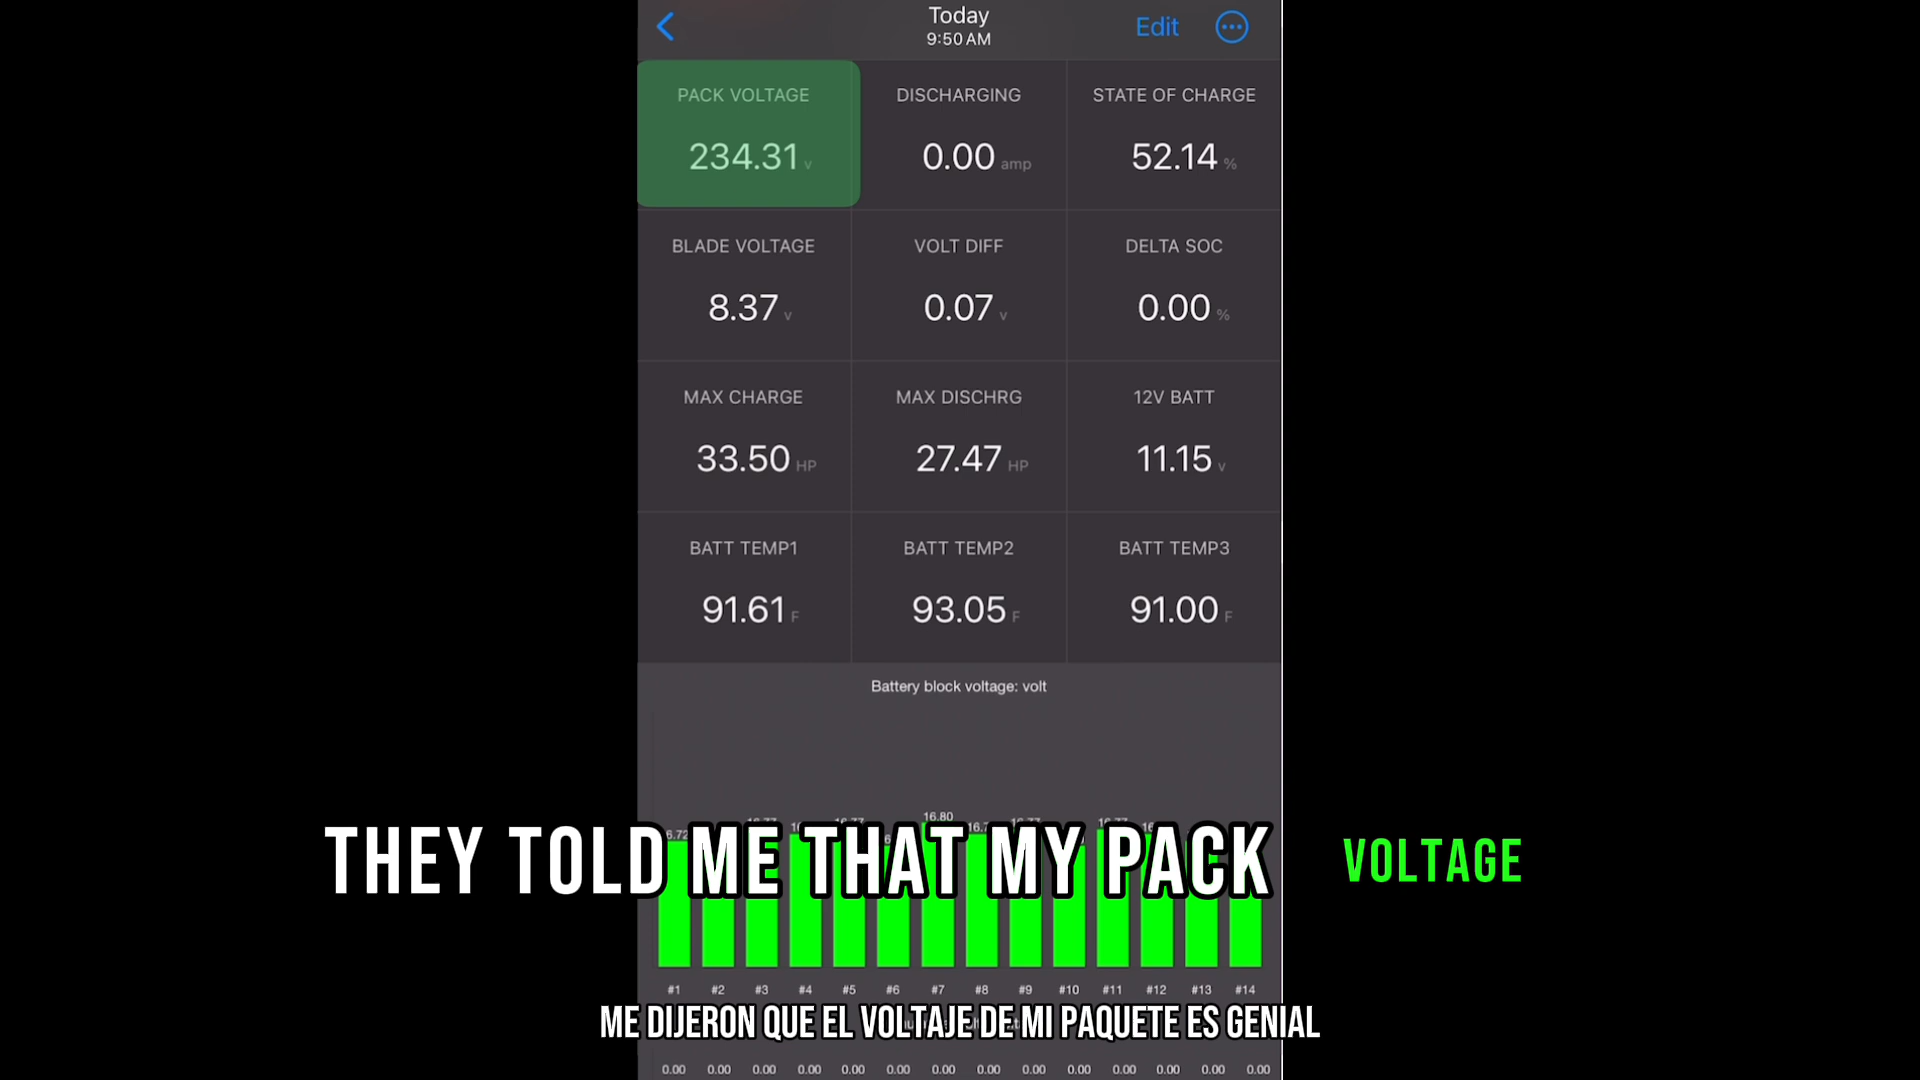 Today
9:50 AM
Edit
PACK VOLTAGE
DISCHARGING
STATE OF CHARGE
234.31 v
0.00 amp
52.14 %
BLADE VOLTAGE
VOLT DIFF
DELTA SOC
8.37 v
0.07 v
0.00 %
MAX CHARGE
MAX DISCHRG
12V BATT
33.50 HP
27.47 HP
11.15 v
BATT TEMP1
BATT TEMP2
BATT TEMP3
91.61 F
93.05 F
91.00 F
Battery block voltage: volt
16.80
THEY TOLD ME THAT MY PACK VOLTAGE
#1 #2 #3 #4 #5 #6 #7 #8 #9 #10 #11 #12 #13 #14
ME DIJERON QUE EL VOLTAJE DE MI PAQUETE ES GENIAL
0.00 0.00 0.00 0.00 0.00 0.00 0.00 0.00 0.00 0.00 0.00 0.00 0.00 0.00